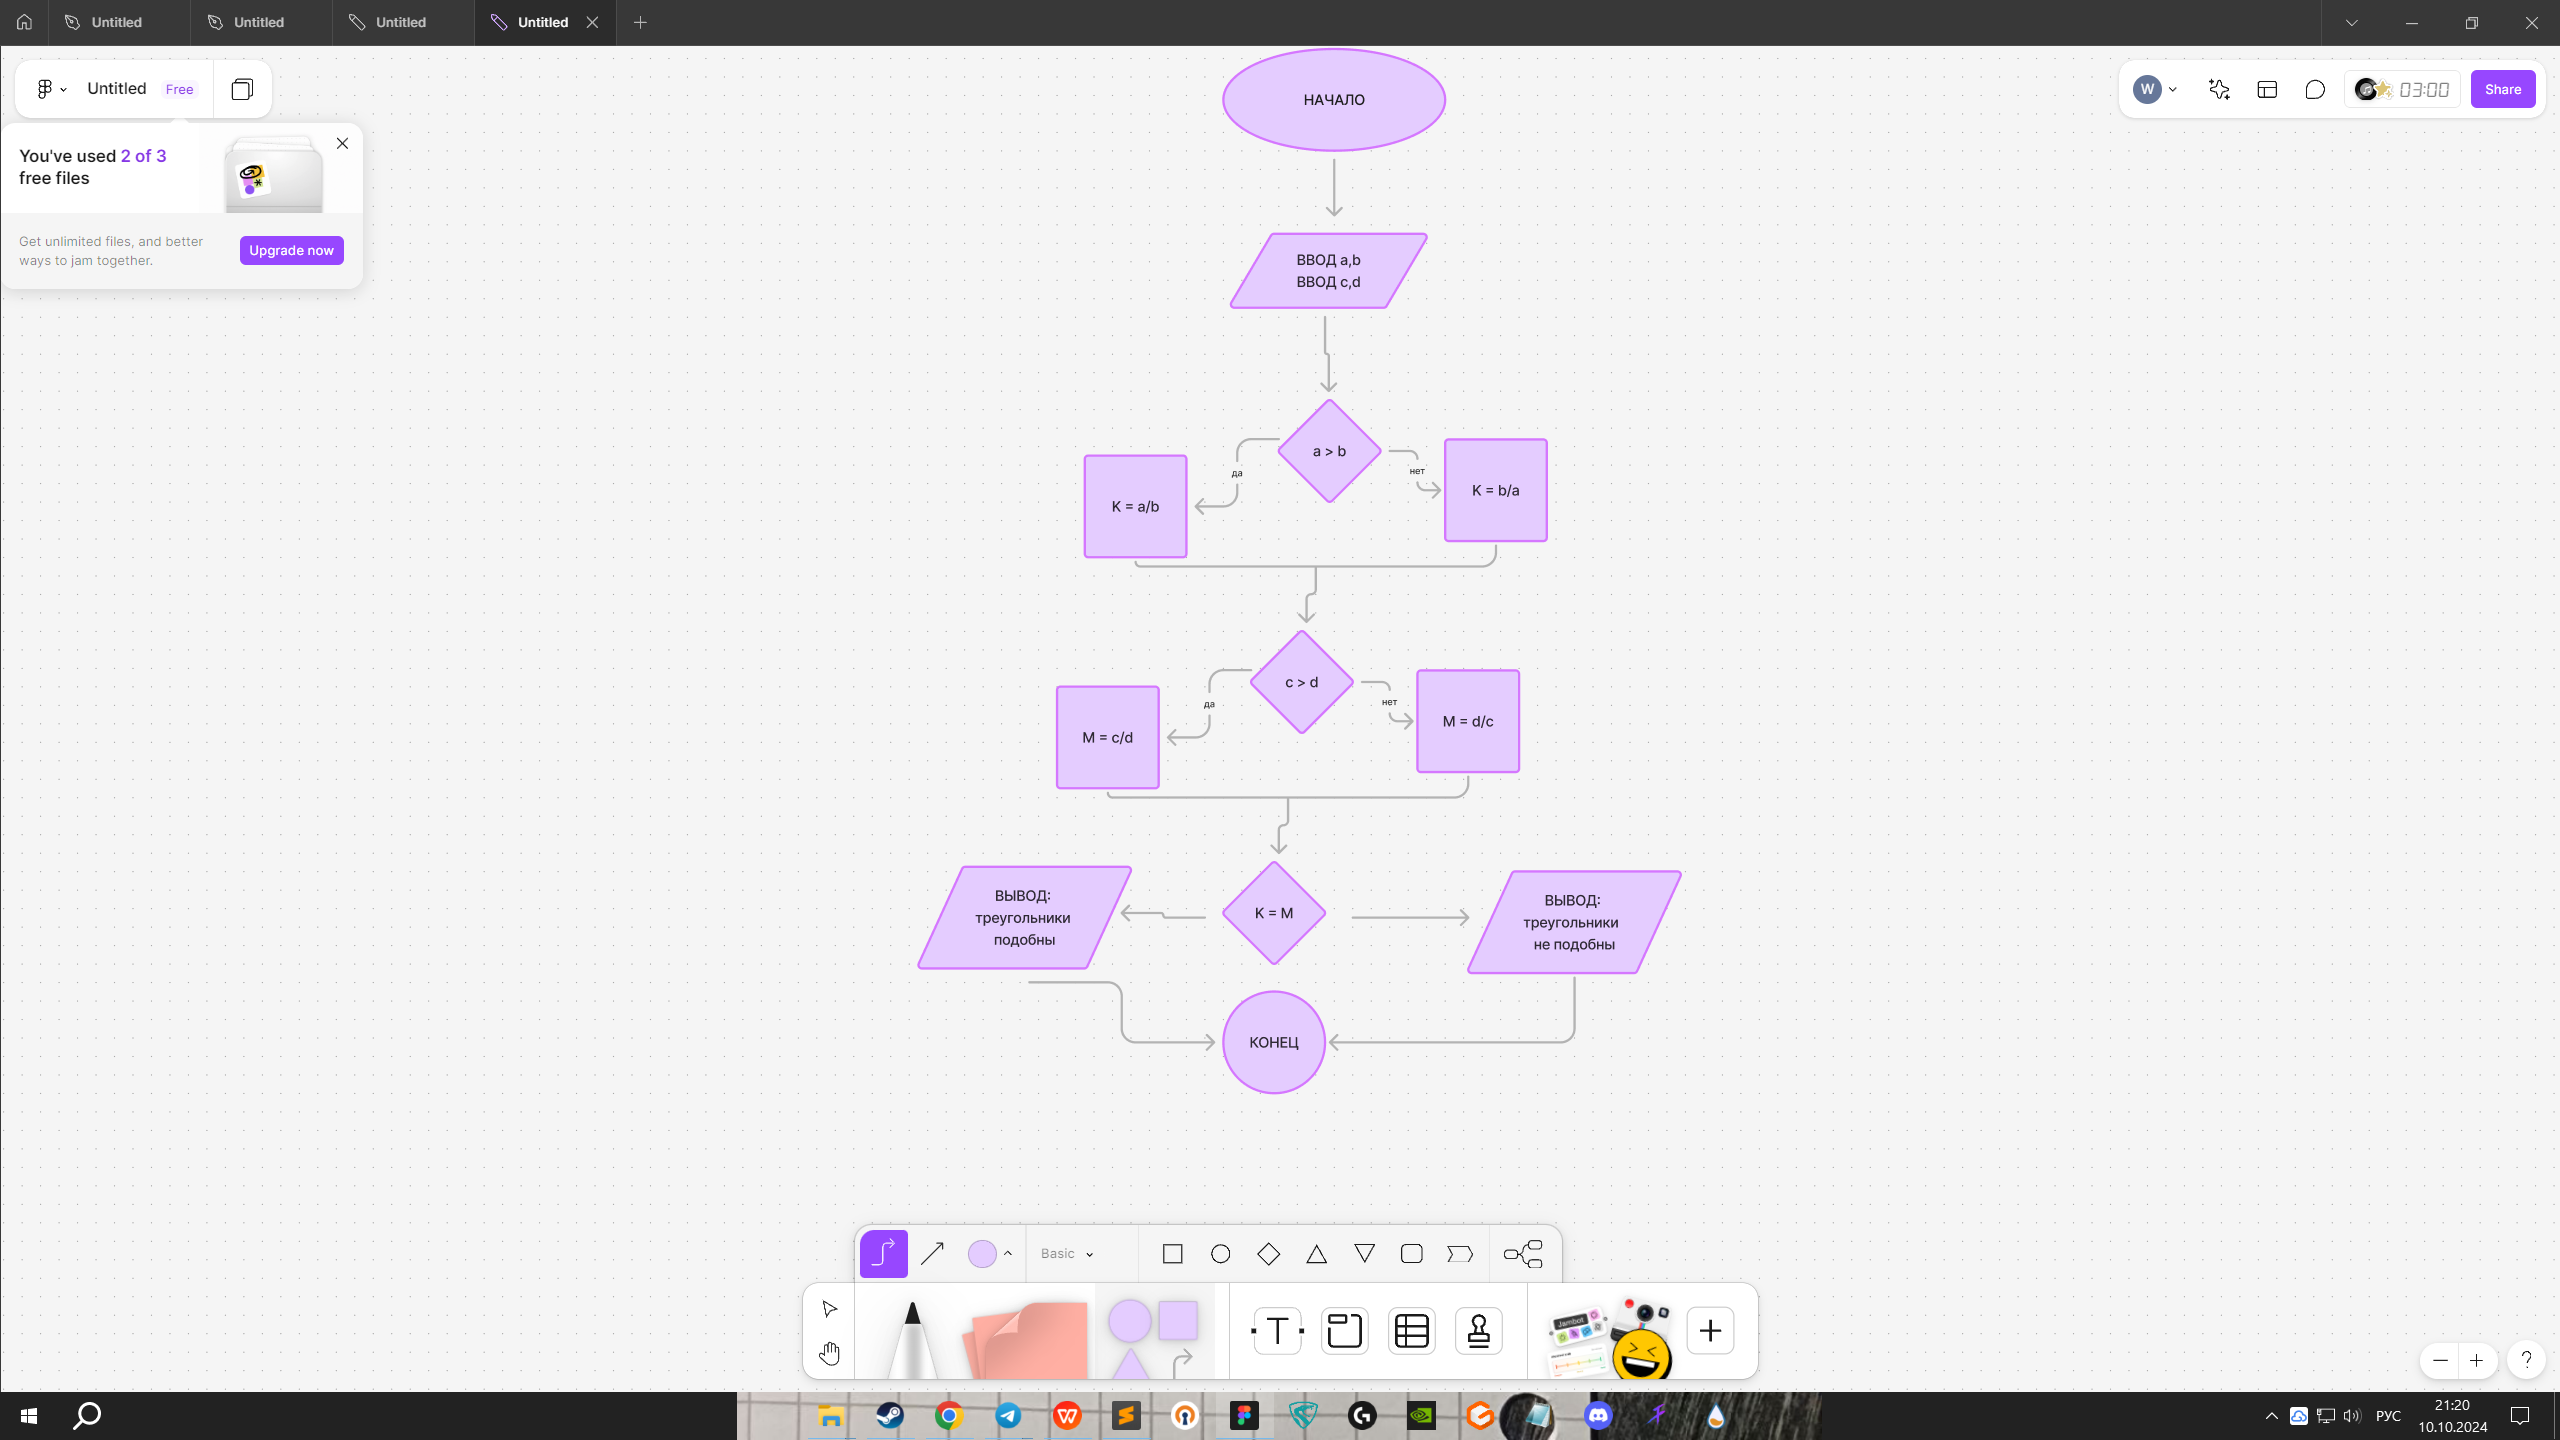 Untitled
Untitled
Untitled
Untitled
Untitled Free
W
03:00
Share
You've used 2 of 3
free files
Get unlimited files, and better
ways to jam together.
Upgrade now
НАЧАЛО
ВВОД a,b
ВВОД c,d
a > b
да
нет
K = a/b
K = b/a
c > d
да
нет
M = c/d
M = d/c
K = M
ВЫВОД:
треугольники
подобны
ВЫВОД:
треугольники
не подобны
КОНЕЦ
Basic
T
Jambot
?
РУС
21:20
10.10.2024